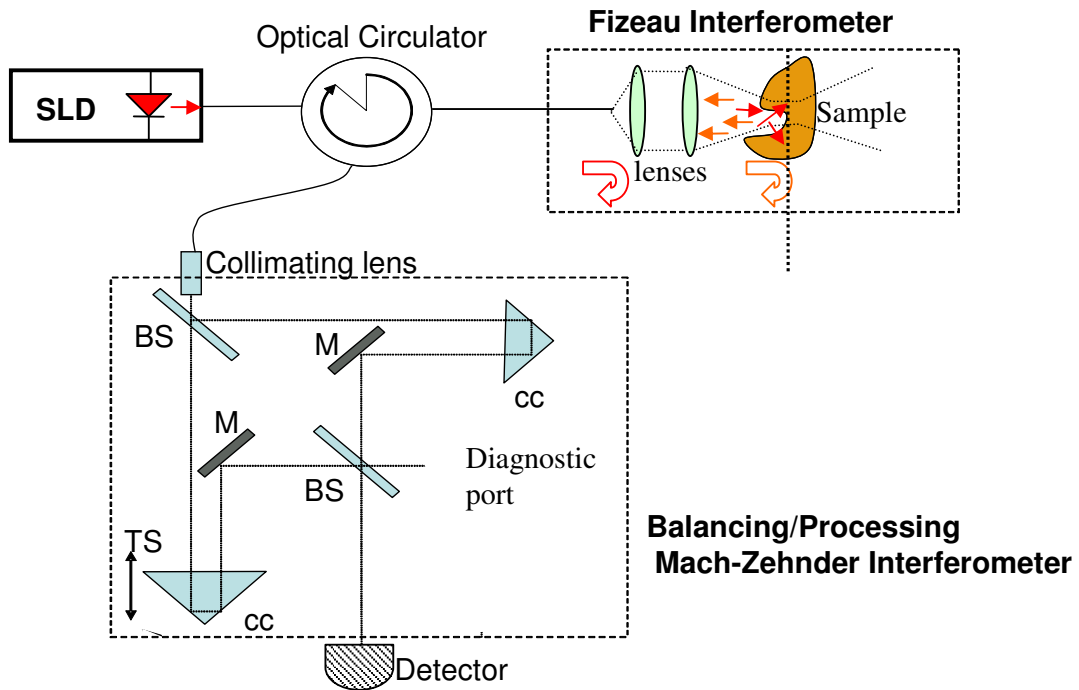 Fizeau Interferometer
Optical Circulator
SLD
Sample
lenses
Collimating lens
BS
M
cc
M
BS
Diagnostic
port
TS
cc
Balancing/Processing
Mach-Zehnder Interferometer
Detector